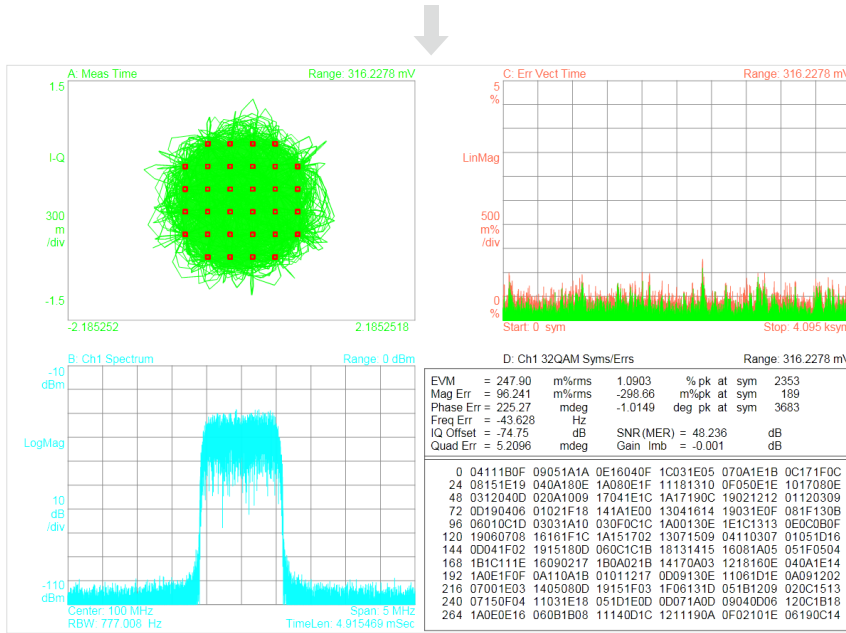 A: Meas Time Range: 316.2278 mV
1.5
I-Q
300
m
/div
-1.5
-2.185252 2.1852518
C: Err Vect Time Range: 316.2278 mV
5
%
LinMag
500
m%
/div
0
%
Start: 0 sym Stop: 4.095 ksym
B: Ch1 Spectrum Range: 0 dBm
-10
dBm
LogMag
10
dB
/div
-110
dBm
Center: 100 MHz Span: 5 MHz
RBW: 777.008 Hz TimeLen: 4.915469 mSec
D: Ch1 32QAM Syms/Errs Range: 316.2278 mV
EVM = 247.90 m%rms 1.0903 % pk at sym 2353
Mag Err = 96.241 m%rms -298.66 m%pk at sym 189
Phase Err = 225.27 mdeg -1.0149 deg pk at sym 3683
Freq Err = -43.628 Hz
IQ Offset = -74.75 dB SNR(MER) = 48.236 dB
Quad Err = 5.2096 mdeg Gain Imb = -0.001 dB
0 04111B0F 09051A1A 0E16040F 1C031E05 070A1E1B 0C171F0C
24 08151E19 040A180E 1A080E1F 11181310 0F050E1E 1017080E
48 0312040D 020A1009 17041E1C 1A17190C 19021212 01120309
72 0D190406 01021F18 141A1E00 13041614 19031E0F 081F130B
96 06010C1D 03031A10 030F0C1C 1A00130E 1E1C1313 0E0C0B0F
120 19060708 16161F1C 1A151702 13071509 04110307 01051D16
144 0D041F02 1915180D 060C1C1B 18131415 16081A05 051F0504
168 1B1C111E 16090217 1B0A021B 14170A03 1218160E 040A1E14
192 1A0E1F0F 0A110A1B 01011217 0D09130E 11061D1E 0A091202
216 07001E03 1405080D 19151F03 1F06131D 051B1209 020C1513
240 07150F04 11031E18 051D1E0D 0D071A0D 09040D06 120C1B18
264 1A0E0E16 060B1B08 11140D1C 1211190A 0F02101E 06190C14